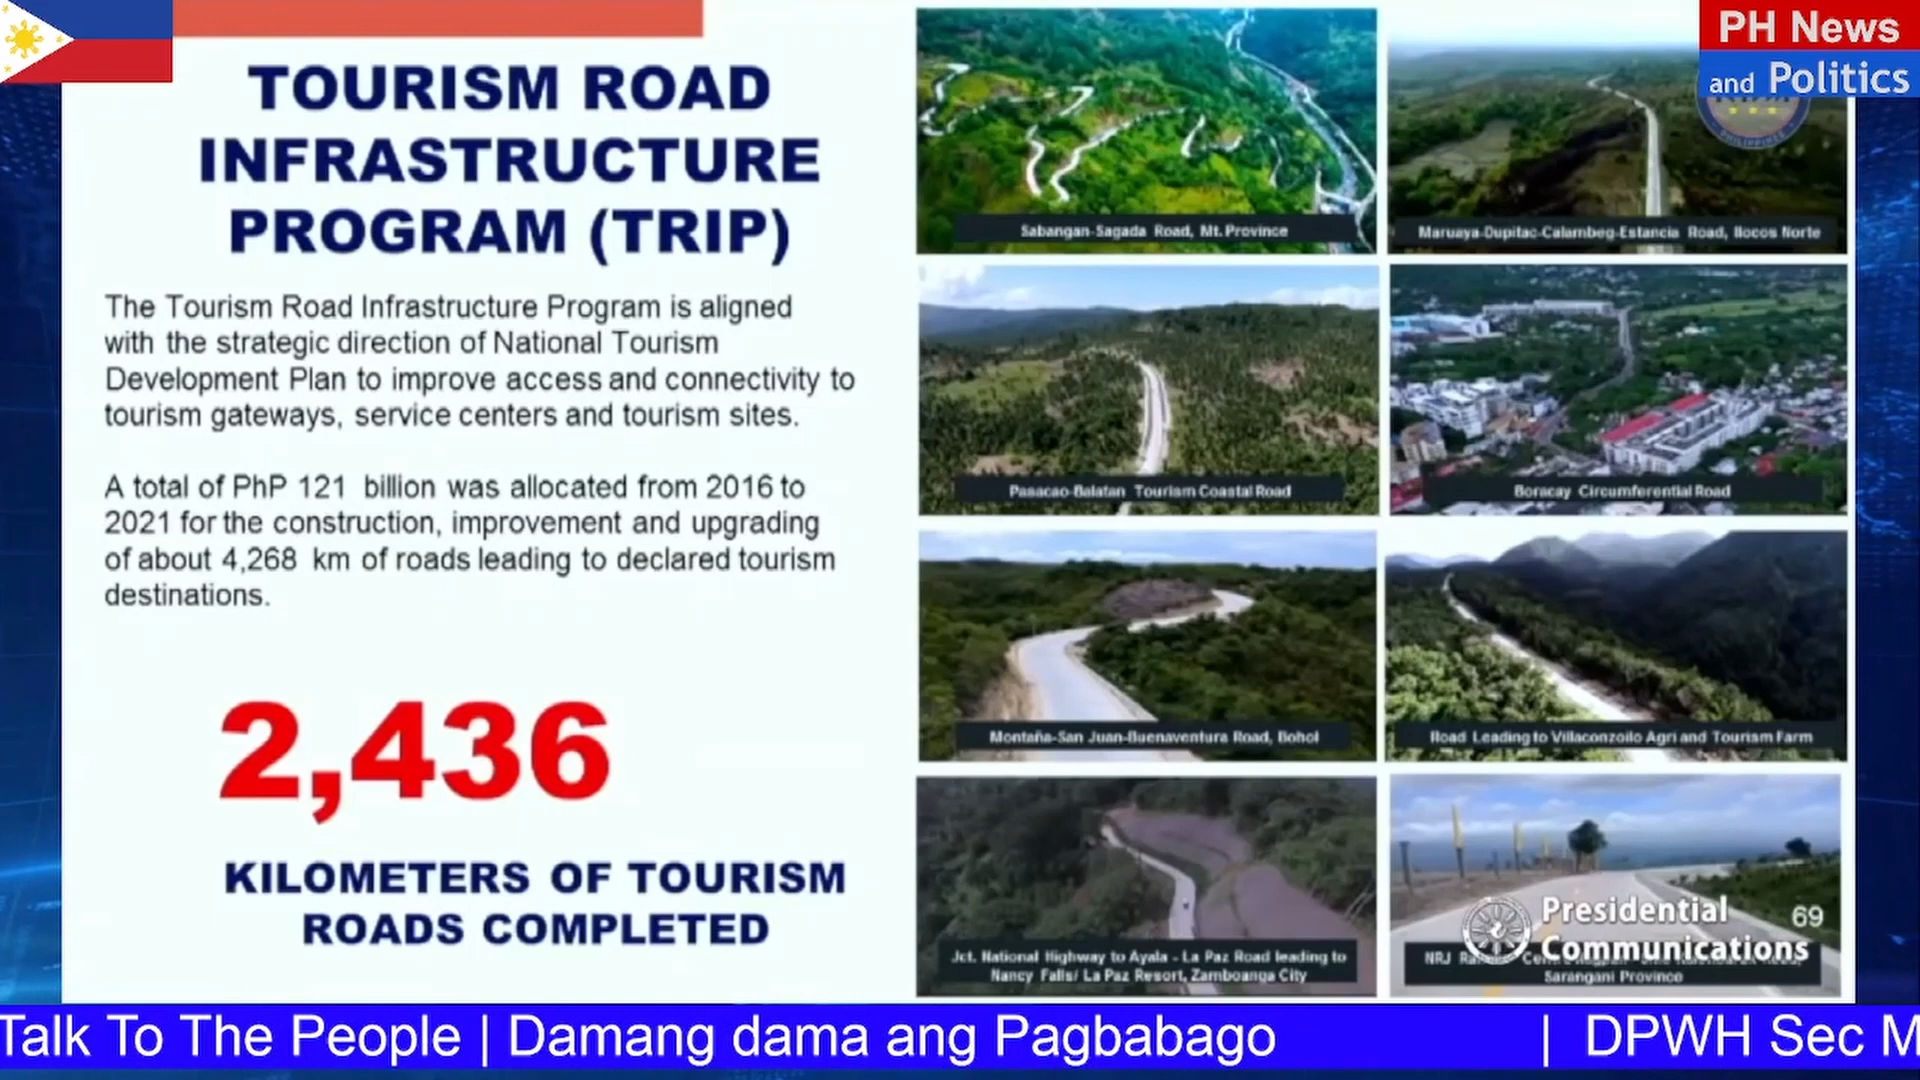 PH News
and Politics
PHILIPPINES
TOURISM ROAD
INFRASTRUCTURE
PROGRAM (TRIP)
The Tourism Road Infrastructure Program is aligned
with the strategic direction of National Tourism
Development Plan to improve access and connectivity to
tourism gateways, service centers and tourism sites.
A total of PhP 121 billion was allocated from 2016 to
2021 for the construction, improvement and upgrading
of about 4,268 km of roads leading to declared tourism
destinations.
2,436
KILOMETERS OF TOURISM
ROADS COMPLETED
Sabangan-Sagada Road, Mt. Province
Maruaya-Dupitac-Calambeg-Estancia Road, Ilocos Norte
Pasacao-Balatan Tourism Coastal Road
Boracay Circumferential Road
Montaña-San Juan-Buenaventura Road, Bohol
Road Leading to Villaconzoilo Agri and Tourism Farm
Jct. National Highway to Ayala - La Paz Road leading to
Nancy Falls/ La Paz Resort, Zamboanga City
NRJ
Sarangani Province
Presidential
Communications
69
Talk To The People | Damang dama ang Pagbabago | DPWH Sec M